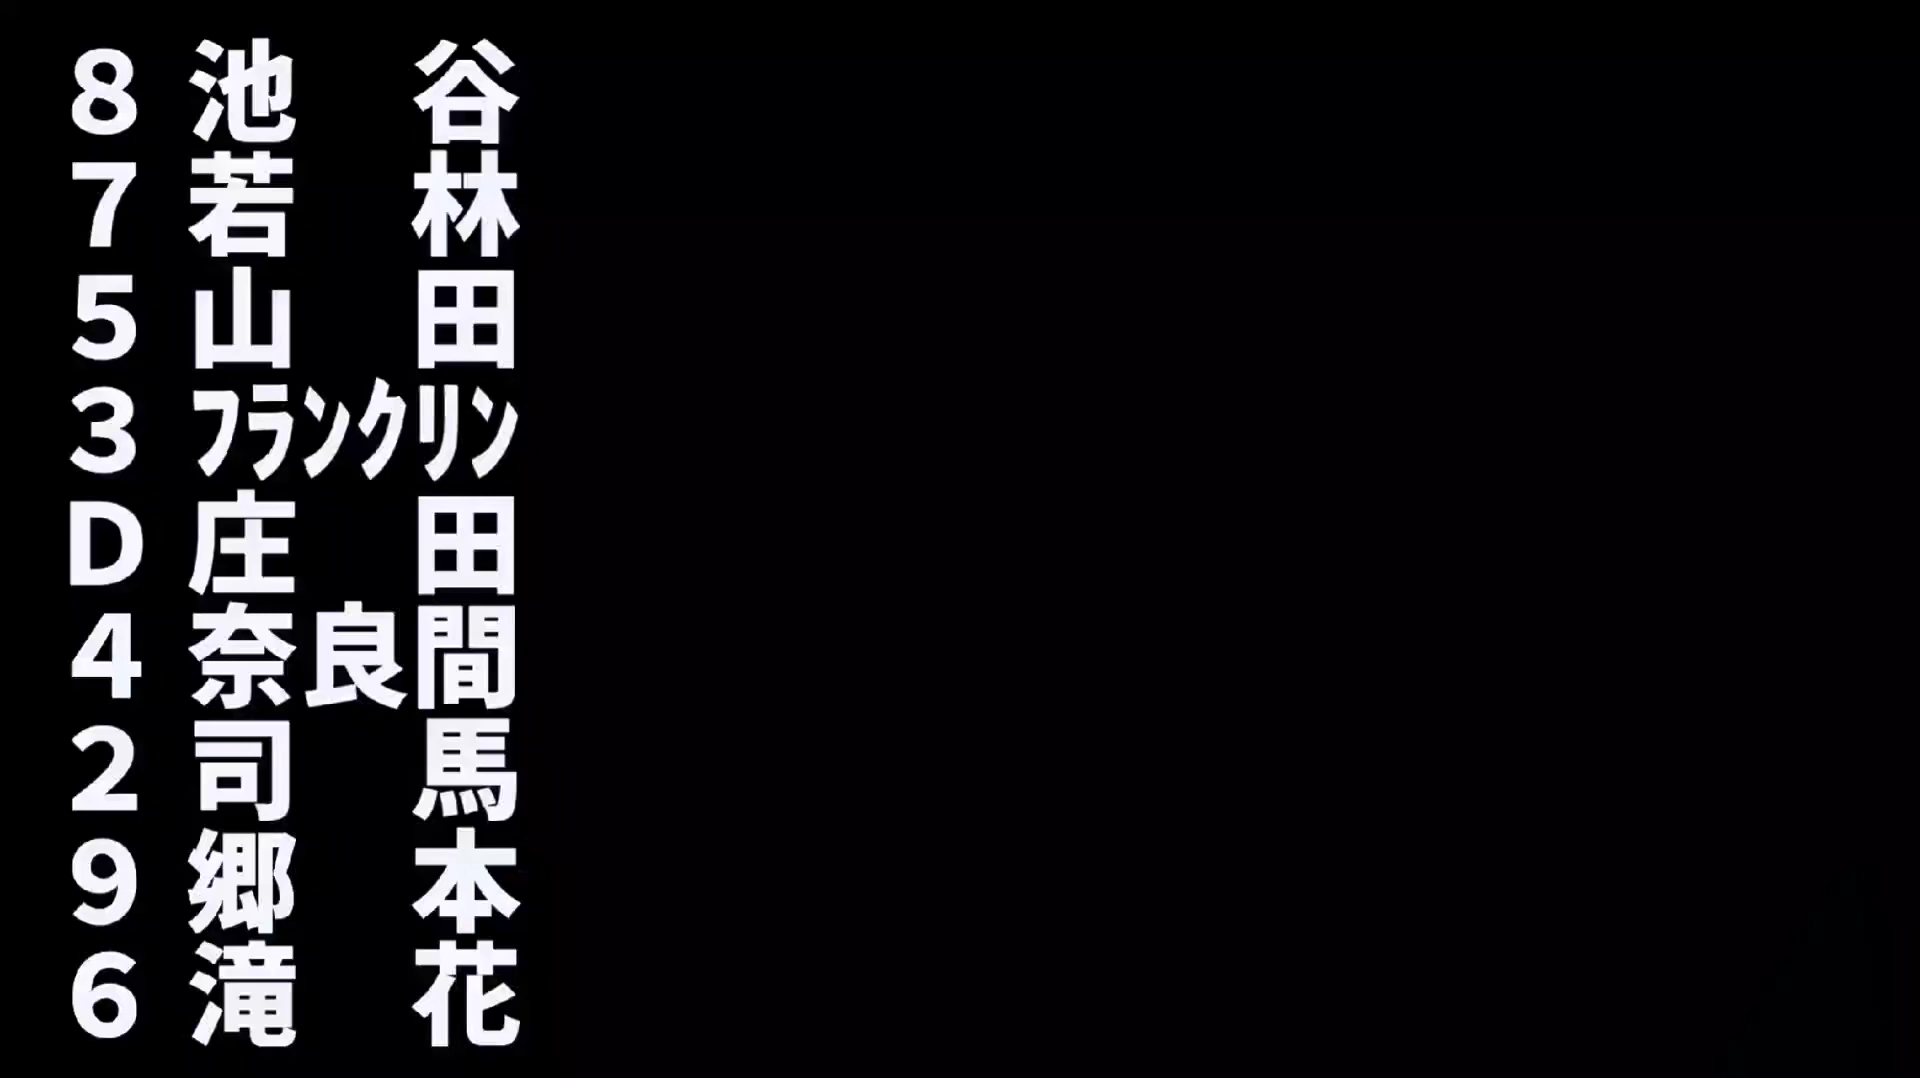 8 池　谷
7 若　林
5 山　田
3 ﾌﾗﾝｸﾘﾝ
D 庄　田
4 奈良間
2 司　馬
9 郷　本
6 滝　花